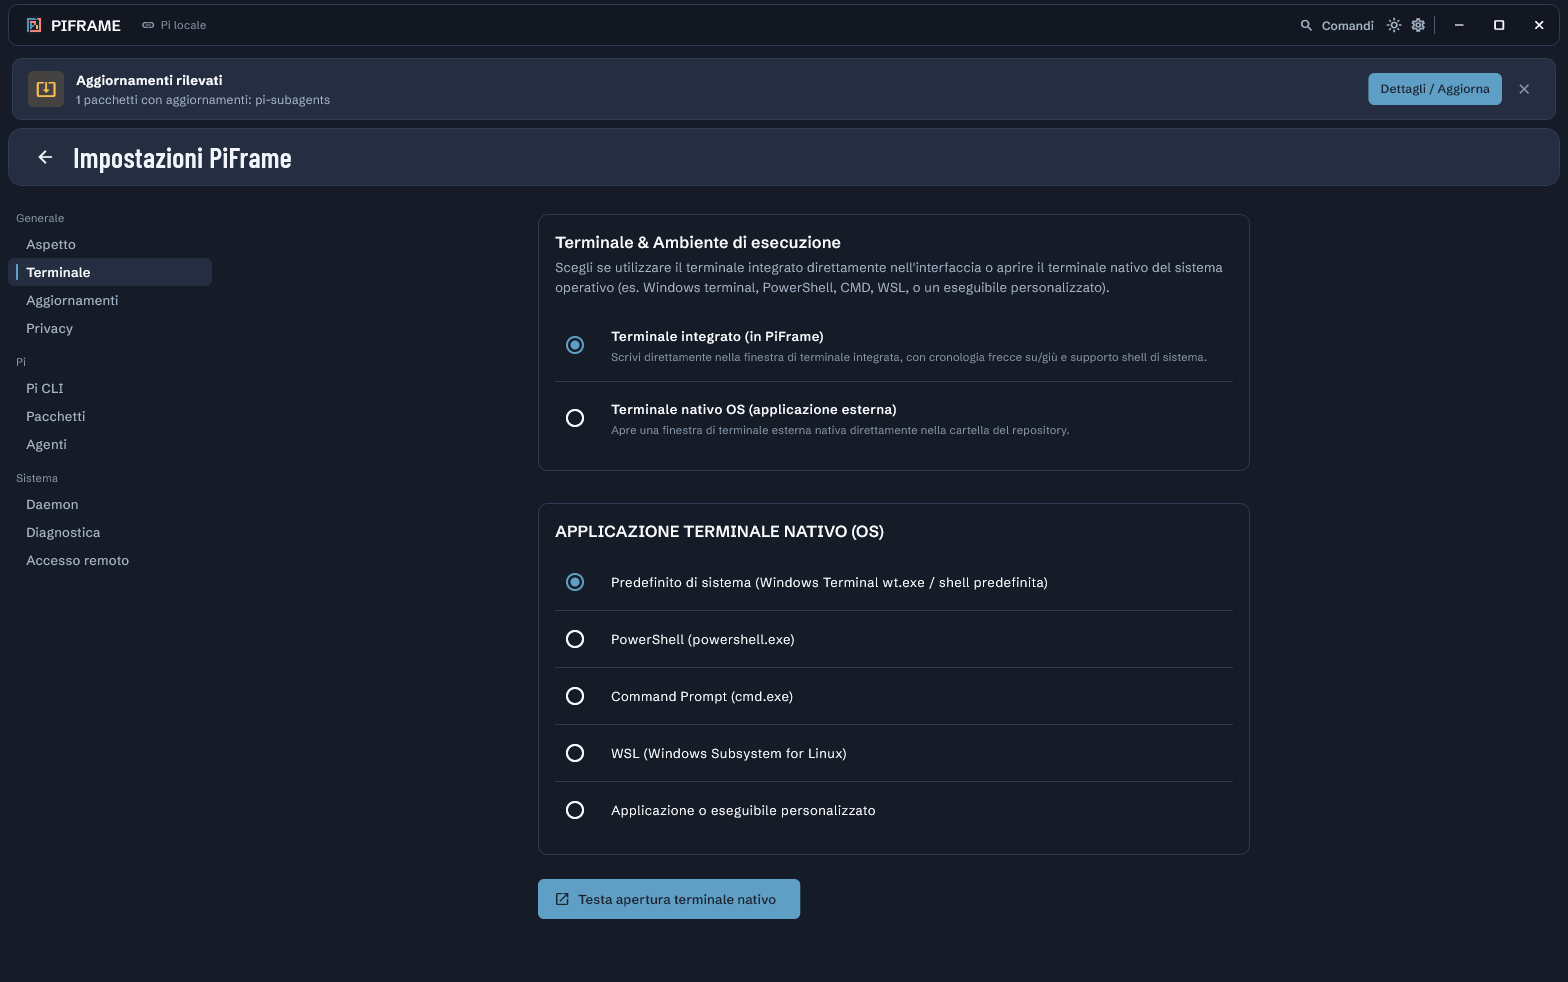 PIFRAME
Pi locale
Comandi
Aggiornamenti rilevati
1 pacchetti con aggiornamenti: pi-subagents
Dettagli / Aggiorna
Impostazioni PiFrame
Generale
Aspetto
Terminale
Aggiornamenti
Privacy
Pi
Pi CLI
Pacchetti
Agenti
Sistema
Daemon
Diagnostica
Accesso remoto
Terminale & Ambiente di esecuzione
Scegli se utilizzare il terminale integrato direttamente nell'interfaccia o aprire il terminale nativo del sistema
operativo (es. Windows terminal, PowerShell, CMD, WSL, o un eseguibile personalizzato).
Terminale integrato (in PiFrame)
Scrivi direttamente nella finestra di terminale integrata, con cronologia frecce su/giù e supporto shell di sistema.
Terminale nativo OS (applicazione esterna)
Apre una finestra di terminale esterna nativa direttamente nella cartella del repository.
APPLICAZIONE TERMINALE NATIVO (OS)
Predefinito di sistema (Windows Terminal wt.exe / shell predefinita)
PowerShell (powershell.exe)
Command Prompt (cmd.exe)
WSL (Windows Subsystem for Linux)
Applicazione o eseguibile personalizzato
Testa apertura terminale nativo